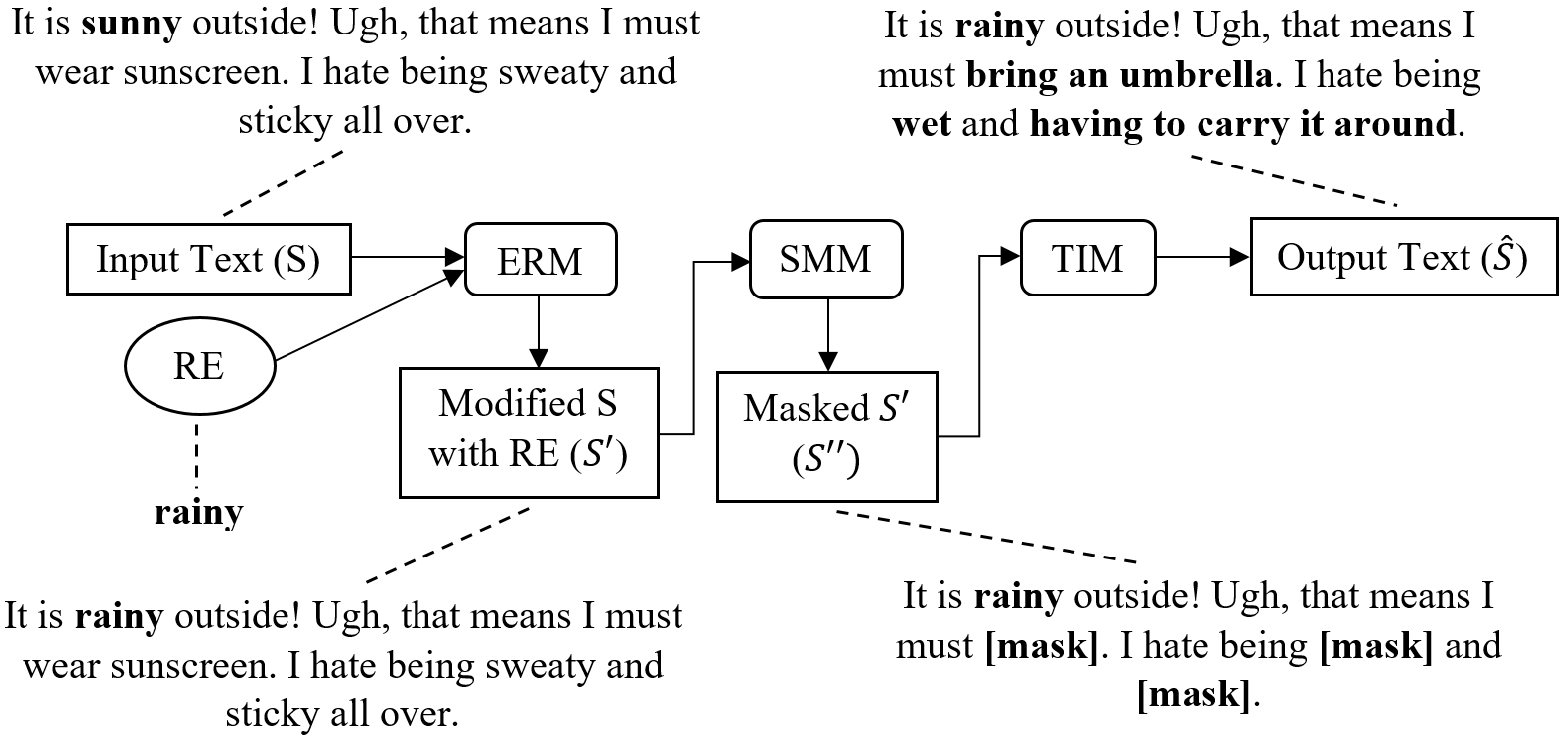 It is sunny outside! Ugh, that means I must
wear sunscreen. I hate being sweaty and
sticky all over.
It is rainy outside! Ugh, that means I
must bring an umbrella. I hate being
wet and having to carry it around.
Input Text (S)
ERM
SMM
TIM
Output Text (Ŝ)
RE
rainy
Modified S
with RE (S′)
Masked S′
(S′′)
It is rainy outside! Ugh, that means I must
wear sunscreen. I hate being sweaty and
sticky all over.
It is rainy outside! Ugh, that means I
must [mask]. I hate being [mask] and
[mask].